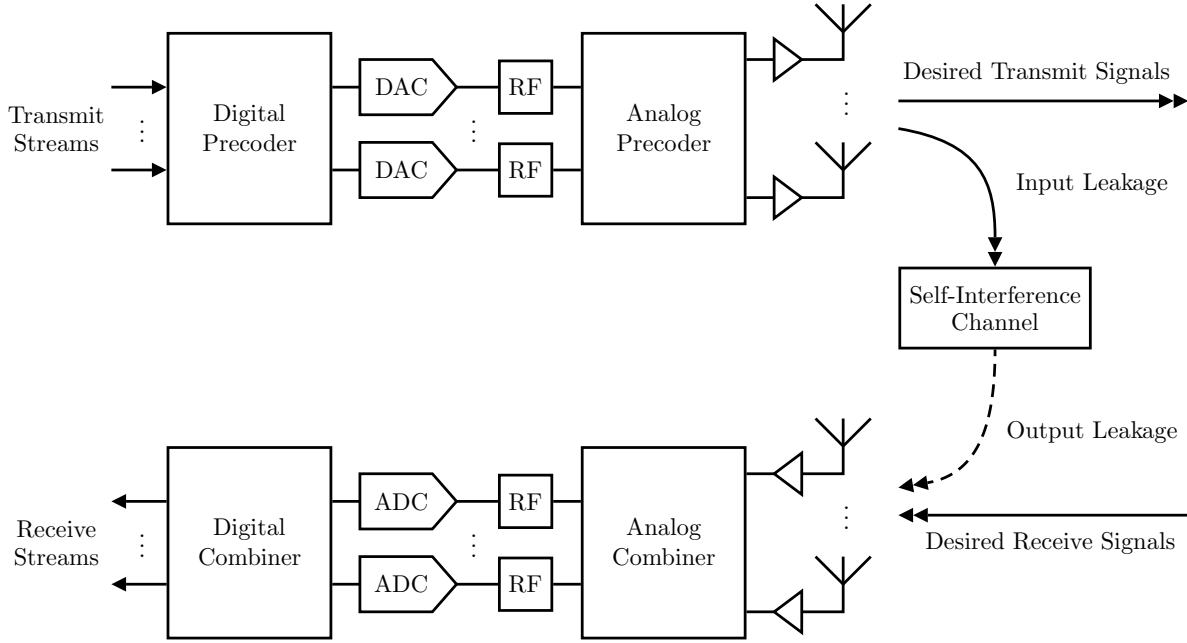 Transmit
Streams
Digital
Precoder
DAC
DAC
RF
RF
Analog
Precoder
Desired Transmit Signals
Input Leakage
Self-Interference
Channel
Output Leakage
Desired Receive Signals
Receive
Streams
Digital
Combiner
ADC
ADC
RF
RF
Analog
Combiner